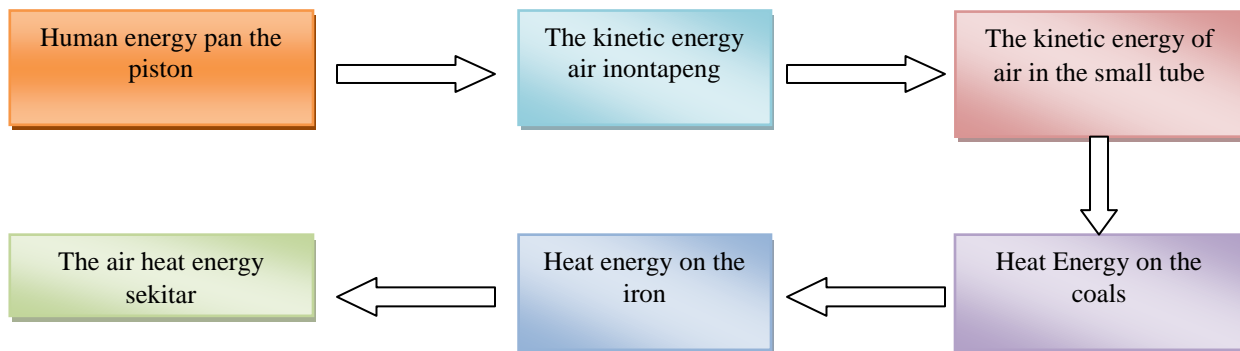 Human energy pan the
piston
The kinetic energy
air inontapeng
The kinetic energy of
air in the small tube
Heat Energy on the
coals
Heat energy on the
iron
The air heat energy
sekitar